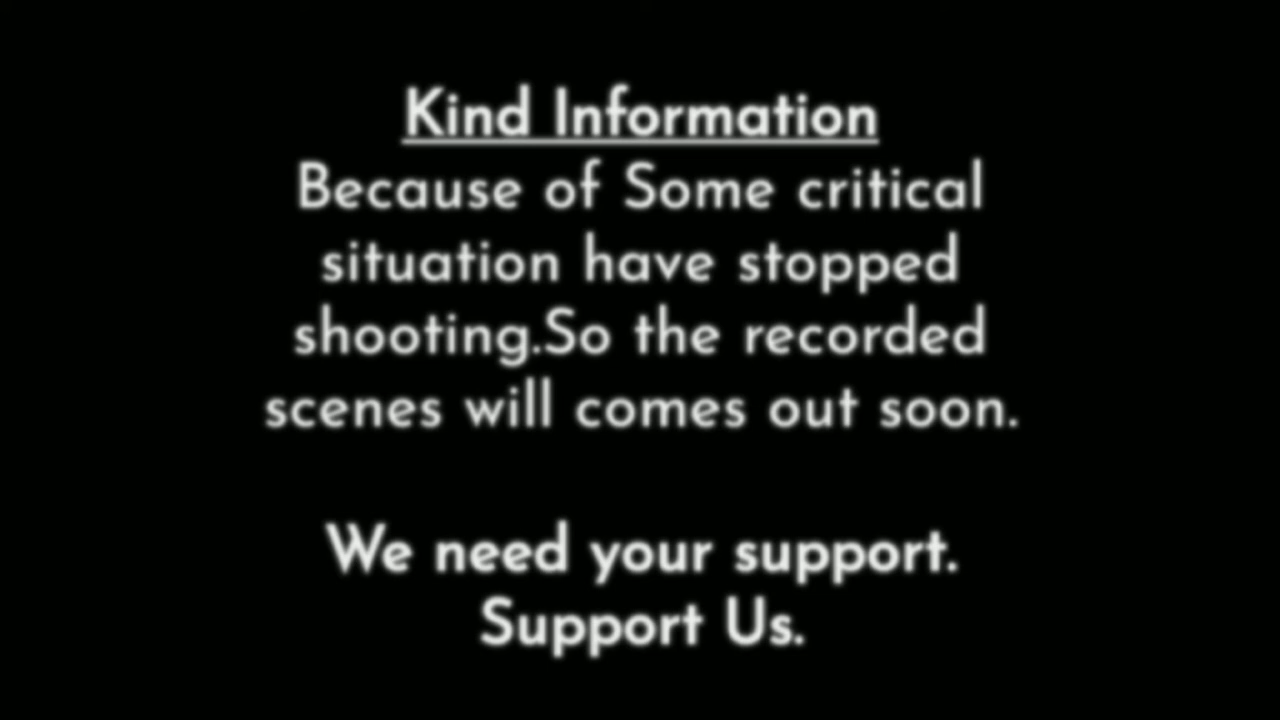 Kind Information
Because of Some critical
situation have stopped
shooting.So the recorded
scenes will comes out soon.
We need your support.
Support Us.